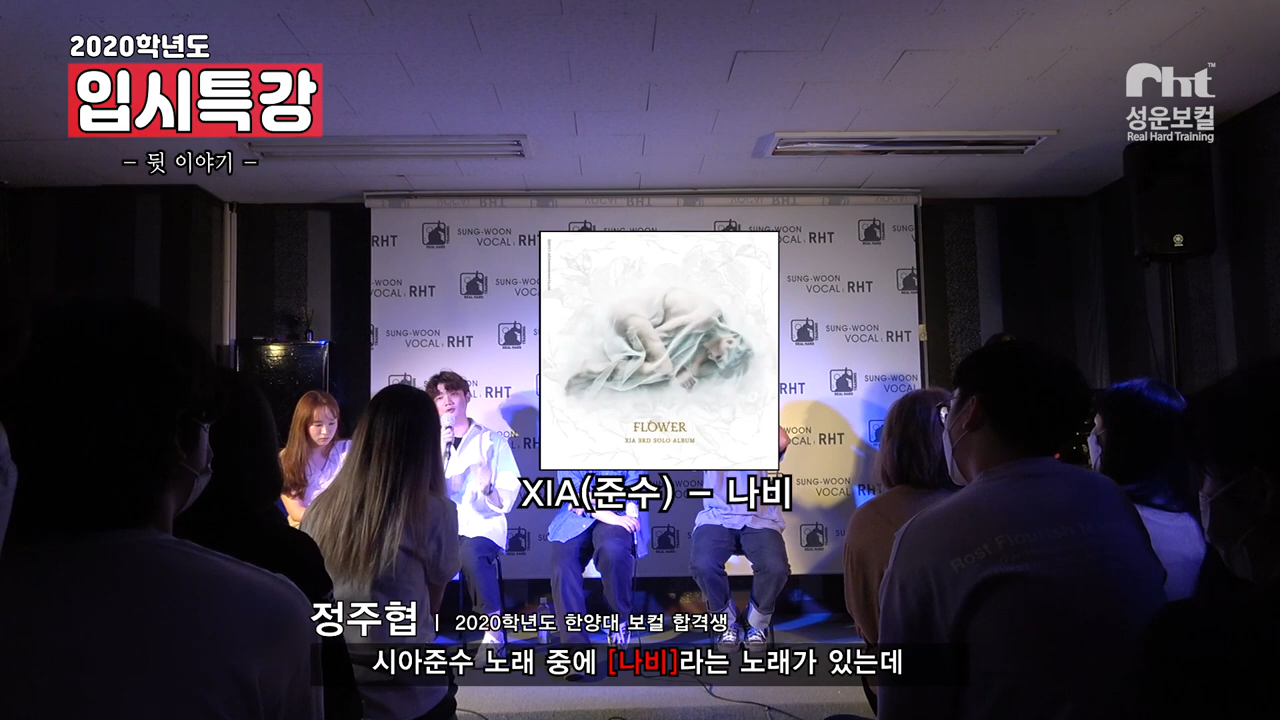 2020학년도
입시특강
– 뒷 이야기 –
rht™
성운보컬
Real Hard Training
SUNG-WOON
VOCAL RHT
FLOWER
XIA 3RD SOLO ALBUM
XIA(준수) – 나비
정주협 | 2020학년도 한양대 보컬 합격생
시아준수 노래 중에 [나비]라는 노래가 있는데